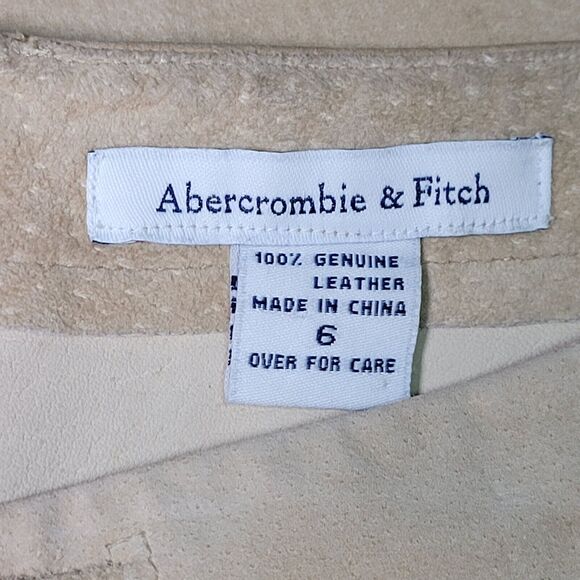 Abercrombie & Fitch
100% GENUINE
LEATHER
MADE IN CHINA
6
OVER FOR CARE